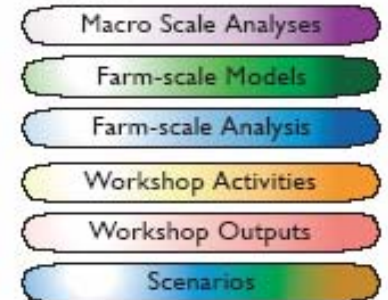 Macro Scale Analyses
Farm-scale Models
Farm-scale Analysis
Workshop Activities
Workshop Outputs
Scenarios